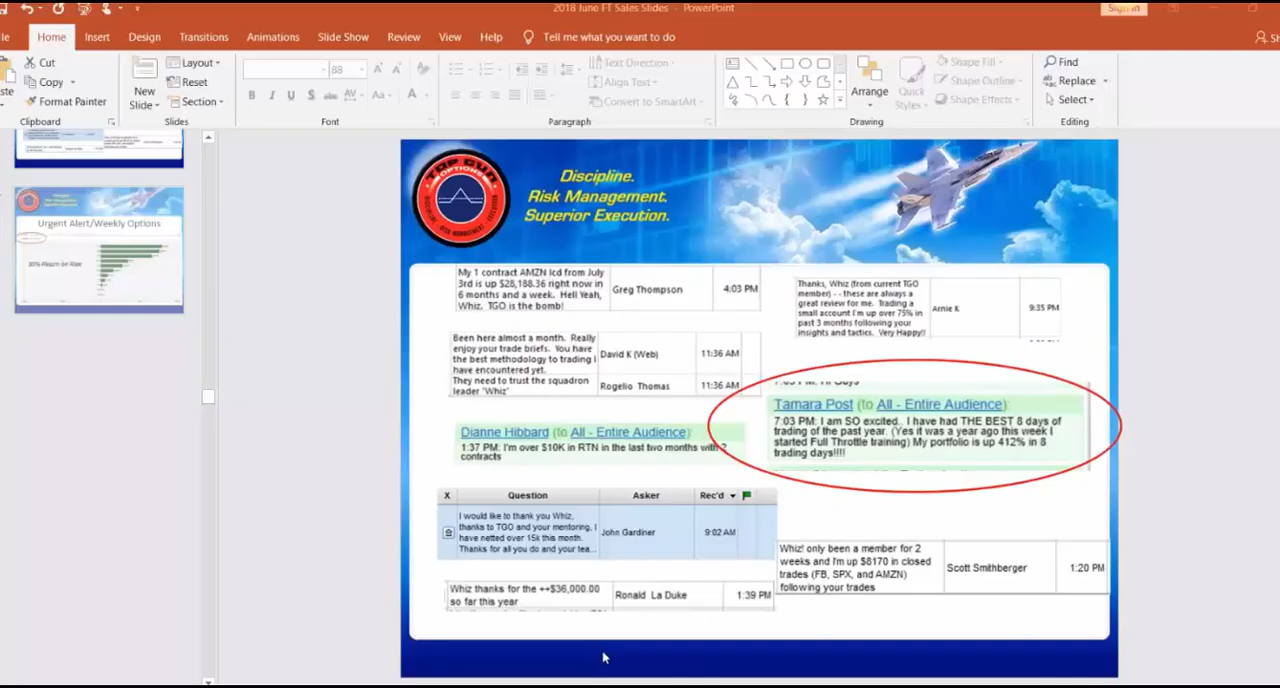 2018 June FT Sales Slides - PowerPoint
Sign in
Home Insert Design Transitions Animations Slide Show Review View Help Tell me what you want to do
Cut
Copy
Format Painter
Clipboard
New
Slide
Layout
Reset
Section
Slides
88
B I U S abc AV Aa A
Font
Text Direction
Align Text
Convert to SmartArt
Paragraph
Arrange
Quick
Styles
Shape Fill
Shape Outline
Shape Effects
Drawing
Find
Replace
Select
Editing
Urgent Alert/Weekly Options
TOP GUN
OPTIONS
DISCIPLINE
EXECUTION
Discipline.
Risk Management.
Superior Execution.
My 1 contract AMZN lcd from July
3rd is up $28,188.36 right now in
6 months and a week. Hell Yeah,
Whiz. TGO is the bomb!
Greg Thompson
4:03 PM
Thanks, Whiz (from current TGO
member) - - these are always a
great review for me. Trading a
small account I'm up over 75% in
past 3 months following your
insights and tactics. Very Happy!!
Arnie K
9:35 PM
Been here almost a month. Really
enjoy your trade briefs. You have
the best methodology to trading I
have encountered yet.
David K (Web)
11:36 AM
They need to trust the squadron
leader "Whiz"
Rogelio Thomas
11:36 AM
Tamara Post (to All - Entire Audience):
7:03 PM: I am SO excited.. I have had THE BEST 8 days of
trading of the past year. (Yes it was a year ago this week I
started Full Throttle training) My portfolio is up 412% in 8
trading days!!!!
Dianne Hibbard (to All - Entire Audience):
1:37 PM: I'm over $10K in RTN in the last two months with 2
contracts
X Question Asker Rec'd
I would like to thank you Whiz,
thanks to TGO and your mentoring, I
have netted over 15k this month.
Thanks for all you do and your tea...
John Gardiner
9:02 AM
Whiz! only been a member for 2
weeks and I'm up $8170 in closed
trades (FB, SPX, and AMZN)
following your trades
Scott Smithberger
1:20 PM
Whiz thanks for the ++$36,000.00
so far this year
Ronald La Duke
1:39 PM